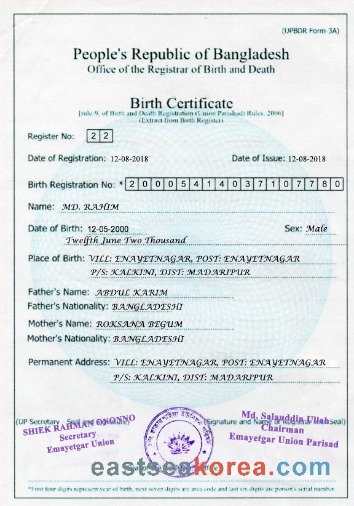 (UPBDR Form-3A)
People's Republic of Bangladesh
Office of the Registrar of Birth and Death
Birth Certificate
[rule-9, of Birth and Death Registration (Union Parishad) Rules, 2006]
(Extract from Birth Register)
Register No: 2 2
Date of Registration: 12-08-2018 Date of Issue: 12-08-2018
Birth Registration No: * 2 0 0 0 5 4 1 4 0 3 7 1 0 7 7 8 0
Name: MD. RAHIM
Date of Birth: 12-05-2000 Sex: Male
Twelfth June Two Thousand
Place of Birth: VILL: ENAYETNAGAR, POST: ENAYETNAGAR
P/S: KALKINI, DIST: MADARIPUR
Father's Name: ABDUL KARIM
Father's Nationality: BANGLADESHI
Mother's Name: ROKSANA BEGUM
Mother's Nationality: BANGLADESHI
Permanent Address: VILL: ENAYETNAGAR, POST: ENAYETNAGAR
P/S: KALKINI, DIST: MADARIPUR
(UP Secretary (Signature and Name of Seal)
SHIEK RAHMAN Secretary
Emayetgar Union
Md. Salauddin Ullah
Chairman
Emayetgar Union Parisad
eastseokorea.com
*First four digits represent year of birth, next seven digits are area code and last six digits are person's serial number.